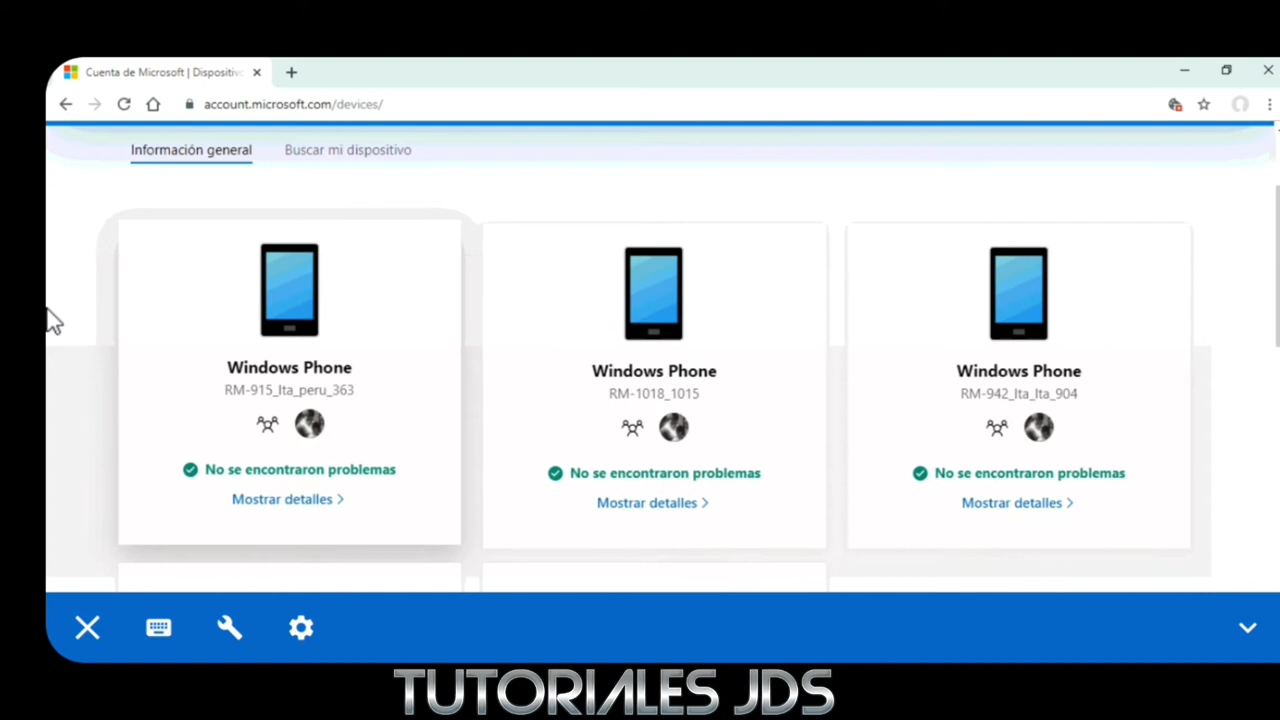 Cuenta de Microsoft | Dispositivo
account.microsoft.com/devices/
Información general
Buscar mi dispositivo
Windows Phone
RM-915_lta_peru_363
No se encontraron problemas
Mostrar detalles
Windows Phone
RM-1018_1015
No se encontraron problemas
Mostrar detalles
Windows Phone
RM-942_lta_lta_904
No se encontraron problemas
Mostrar detalles
TUTORIALES JDS